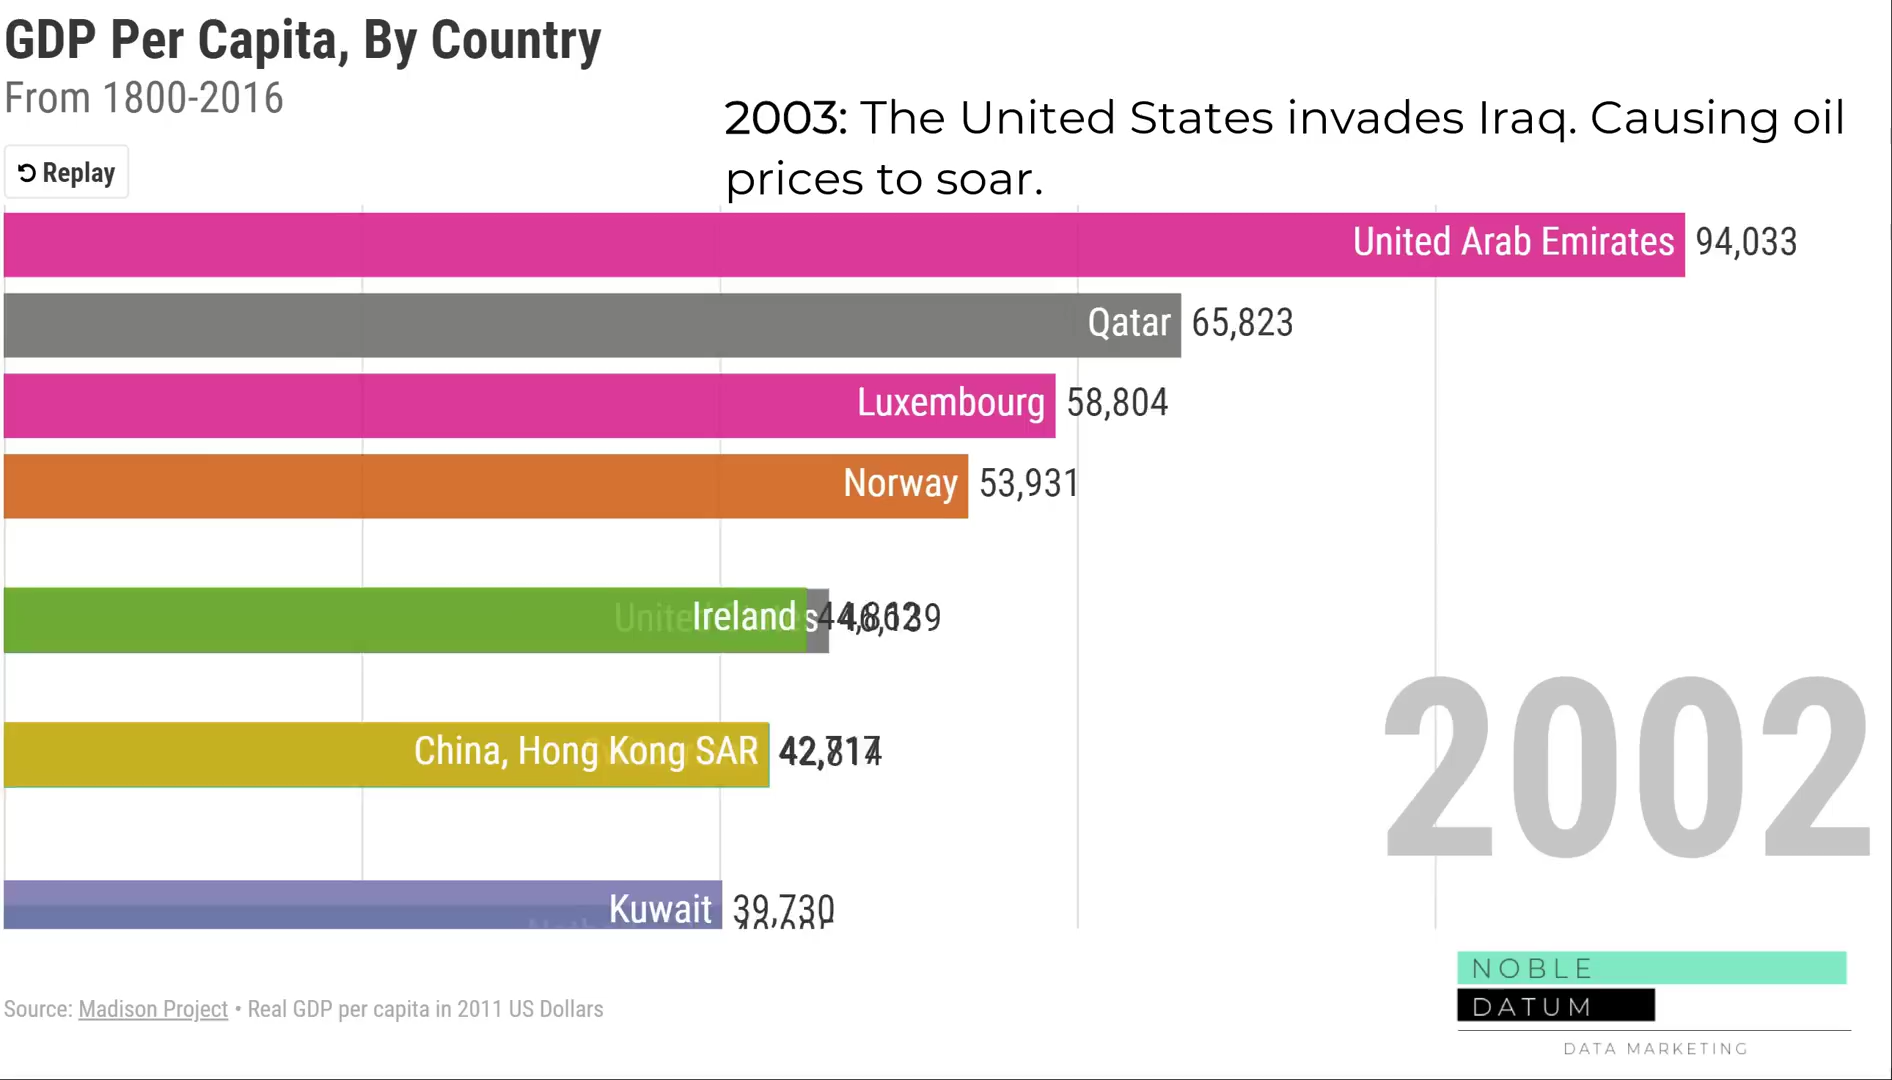 GDP Per Capita, By Country
From 1800-2016
2003: The United States invades Iraq. Causing oil
prices to soar.
Replay
United Arab Emirates 94,033
Qatar 65,823
Luxembourg 58,804
Norway 53,931
Ireland
China, Hong Kong SAR
Kuwait 39,730
2002
Source: Madison Project • Real GDP per capita in 2011 US Dollars
NOBLE
DATUM
DATA MARKETING